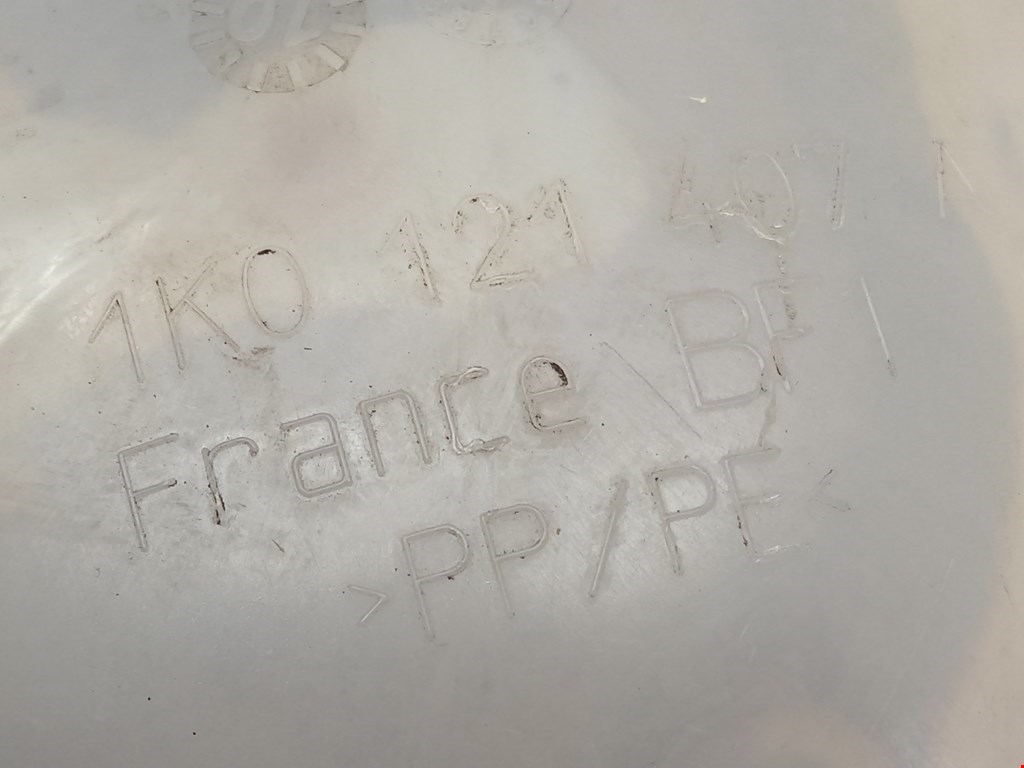 1K0 121 407 A
France BF I
>PP/PE<